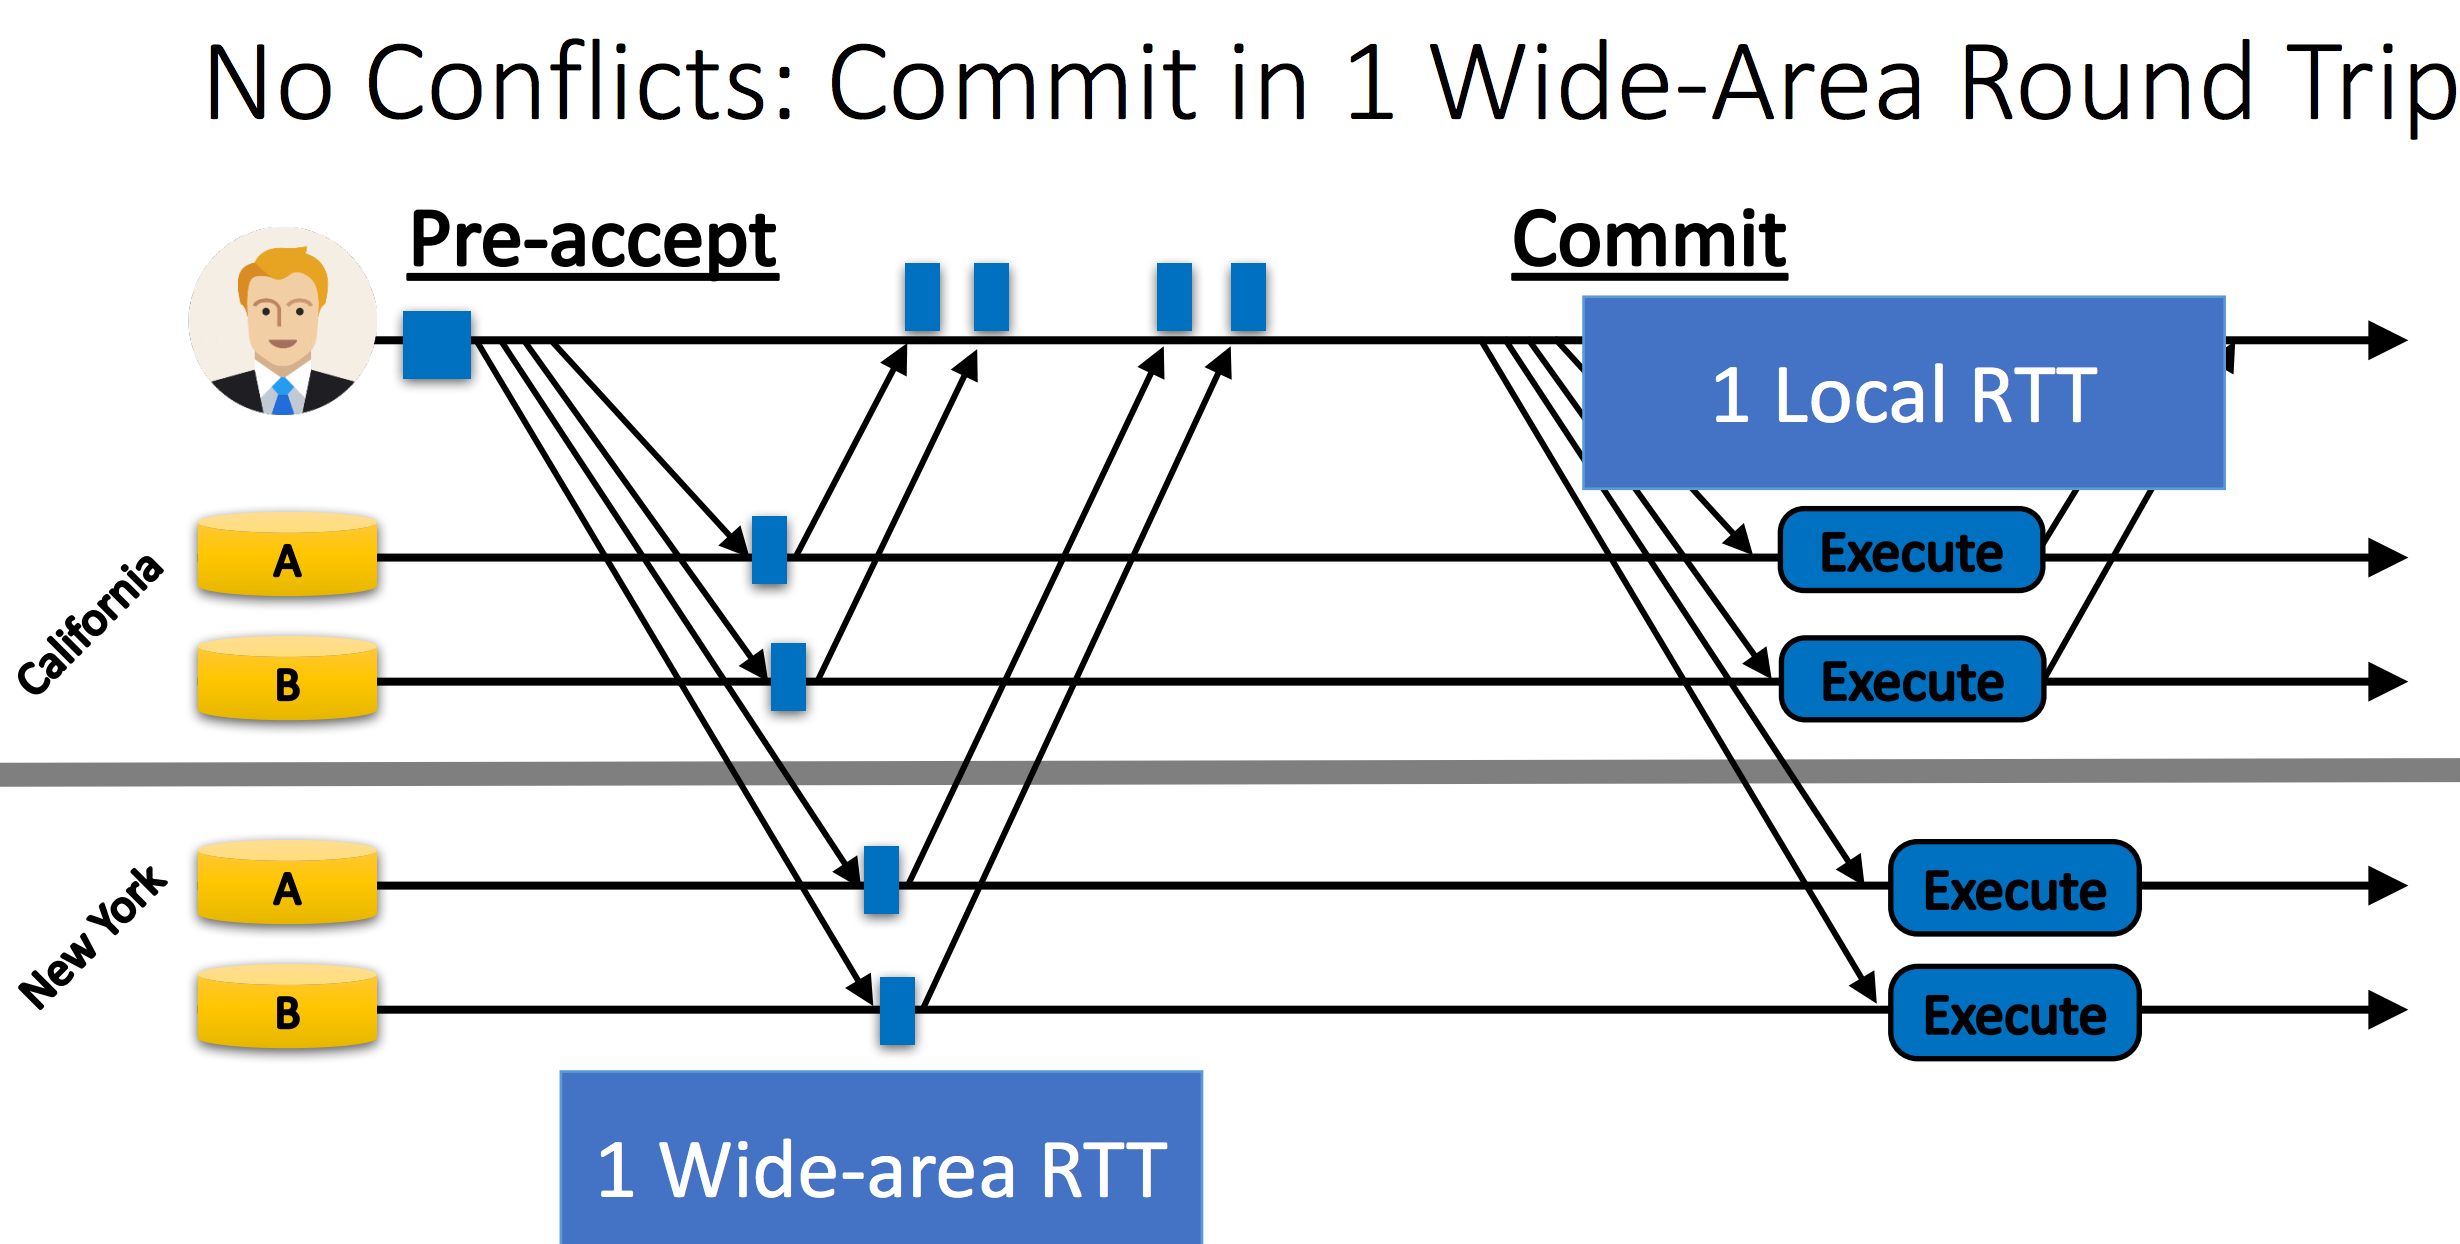 No Conflicts: Commit in 1 Wide-Area Round Trip
Pre-accept
Commit
1 Local RTT
California
A
Execute
B
Execute
New York
A
Execute
B
Execute
1 Wide-area RTT